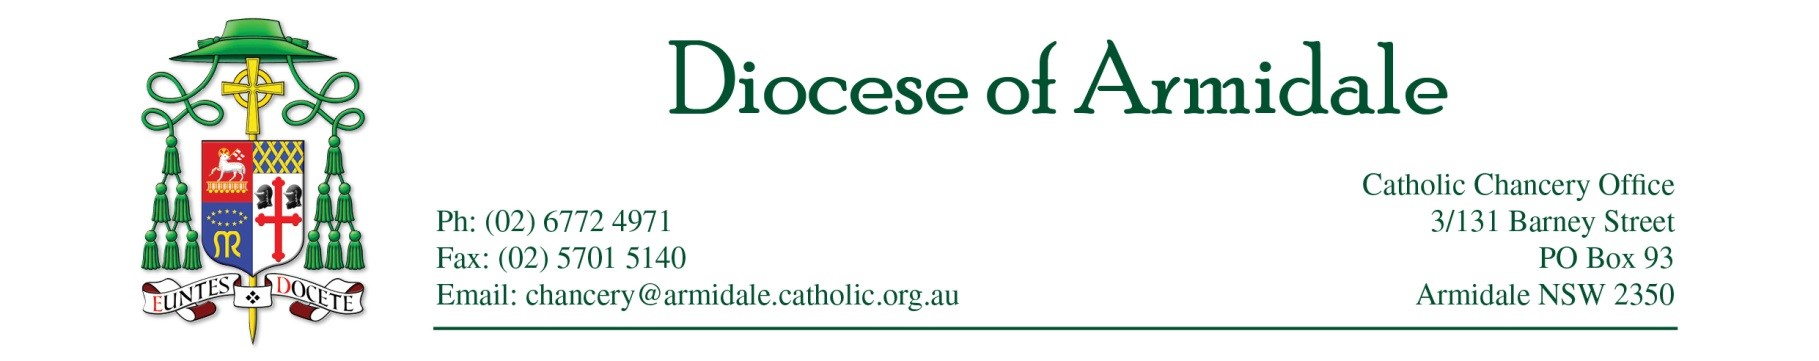 Diocese of Armidale
Ph: (02) 6772 4971
Fax: (02) 5701 5140
Email: chancery@armidale.catholic.org.au
Catholic Chancery Office
3/131 Barney Street
PO Box 93
Armidale NSW 2350
EUNTES DOCETE